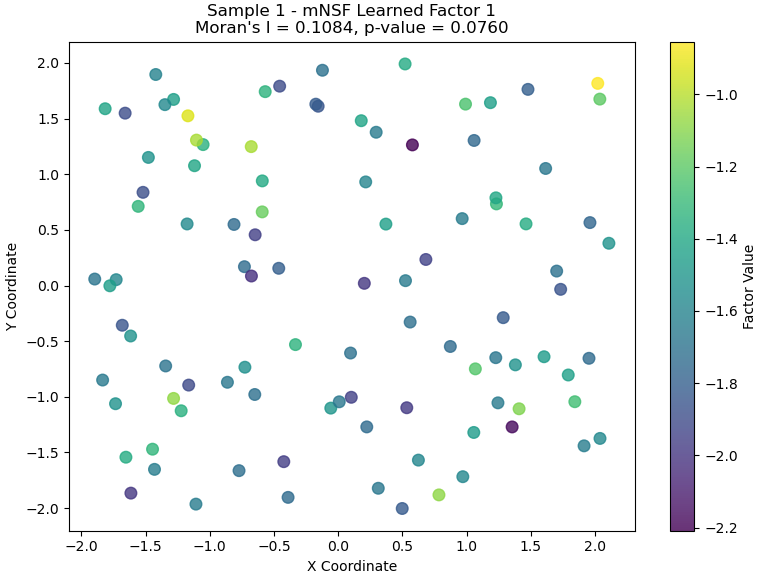 Sample 1 - mNSF Learned Factor 1
Moran's I = 0.1084, p-value = 0.0760
Y Coordinate
2.0
1.5
1.0
0.5
0.0
−0.5
−1.0
−1.5
−2.0
−2.0 −1.5 −1.0 −0.5 0.0 0.5 1.0 1.5 2.0
X Coordinate
−1.0
−1.2
−1.4
−1.6
−1.8
−2.0
−2.2
Factor Value